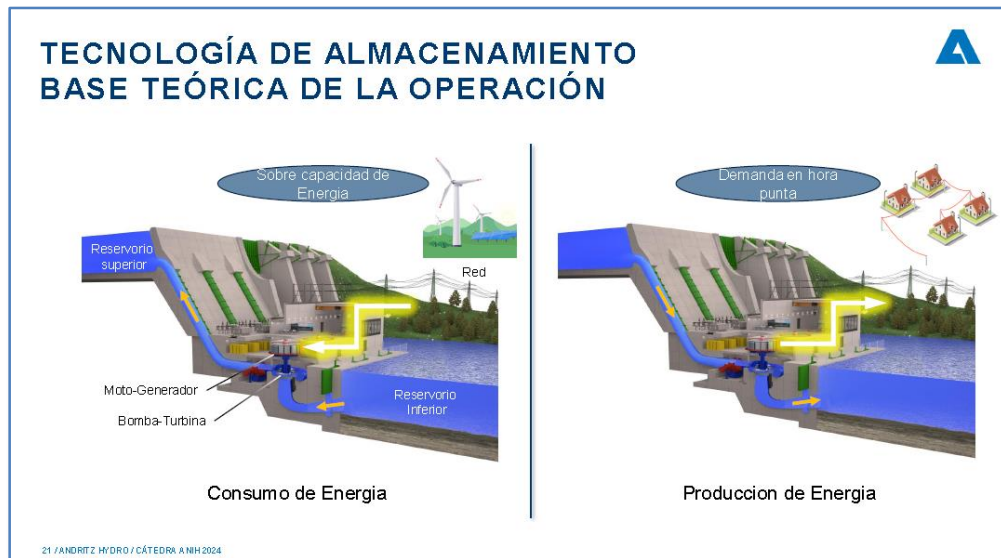 TECNOLOGÍA DE ALMACENAMIENTO
BASE TEÓRICA DE LA OPERACIÓN
Sobre capacidad de
Energia
Reservorio
superior
Red
Moto-Generador
Bomba-Turbina
Reservorio
Inferior
Consumo de Energia
Demanda en hora
punta
Produccion de Energia
21 / ANDRITZ HYDRO / CÁTEDRA ANIH 2024